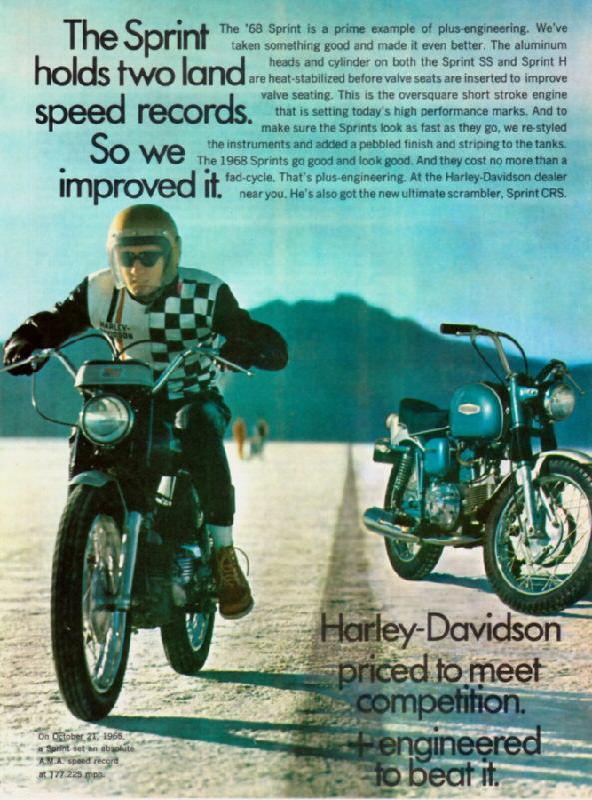 The Sprint
holds two land
speed records.
So we
improved it.
The '68 Sprint is a prime example of plus-engineering. We've
taken something good and made it even better. The aluminum
heads and cylinder on both the Sprint SS and Sprint H
are heat-stabilized before valve seats are inserted to improve
valve seating. This is the oversquare short stroke engine
that is setting today's high performance marks. And to
make sure the Sprints look as fast as they go, we re-styled
the instruments and added a pebbled finish and striping to the tanks.
The 1968 Sprints go good and look good. And they cost no more than a
fad-cycle. That's plus-engineering. At the Harley-Davidson dealer
near you. He's also got the new ultimate scrambler, Sprint CRS.
HARLEY-
DAVIDSON
Harley-Davidson
priced to meet
competition.
+ engineered
to beat it.
On October 21, 1965,
a Sprint set an absolute
A.M.A. speed record
at 177.225 mph.